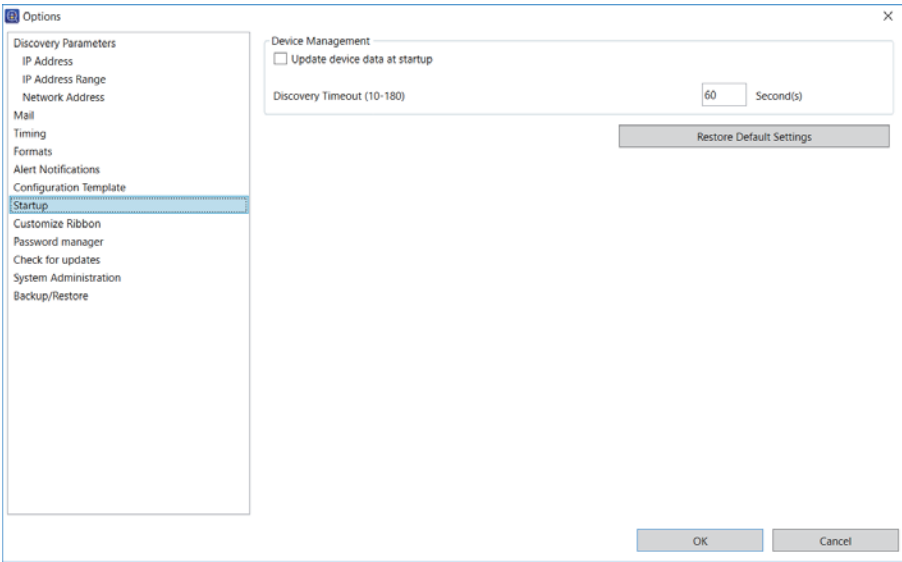 Options
Discovery Parameters
IP Address
IP Address Range
Network Address
Mail
Timing
Formats
Alert Notifications
Configuration Template
Startup
Customize Ribbon
Password manager
Check for updates
System Administration
Backup/Restore
Device Management
Update device data at startup
Discovery Timeout (10-180) 60 Second(s)
Restore Default Settings
OK Cancel